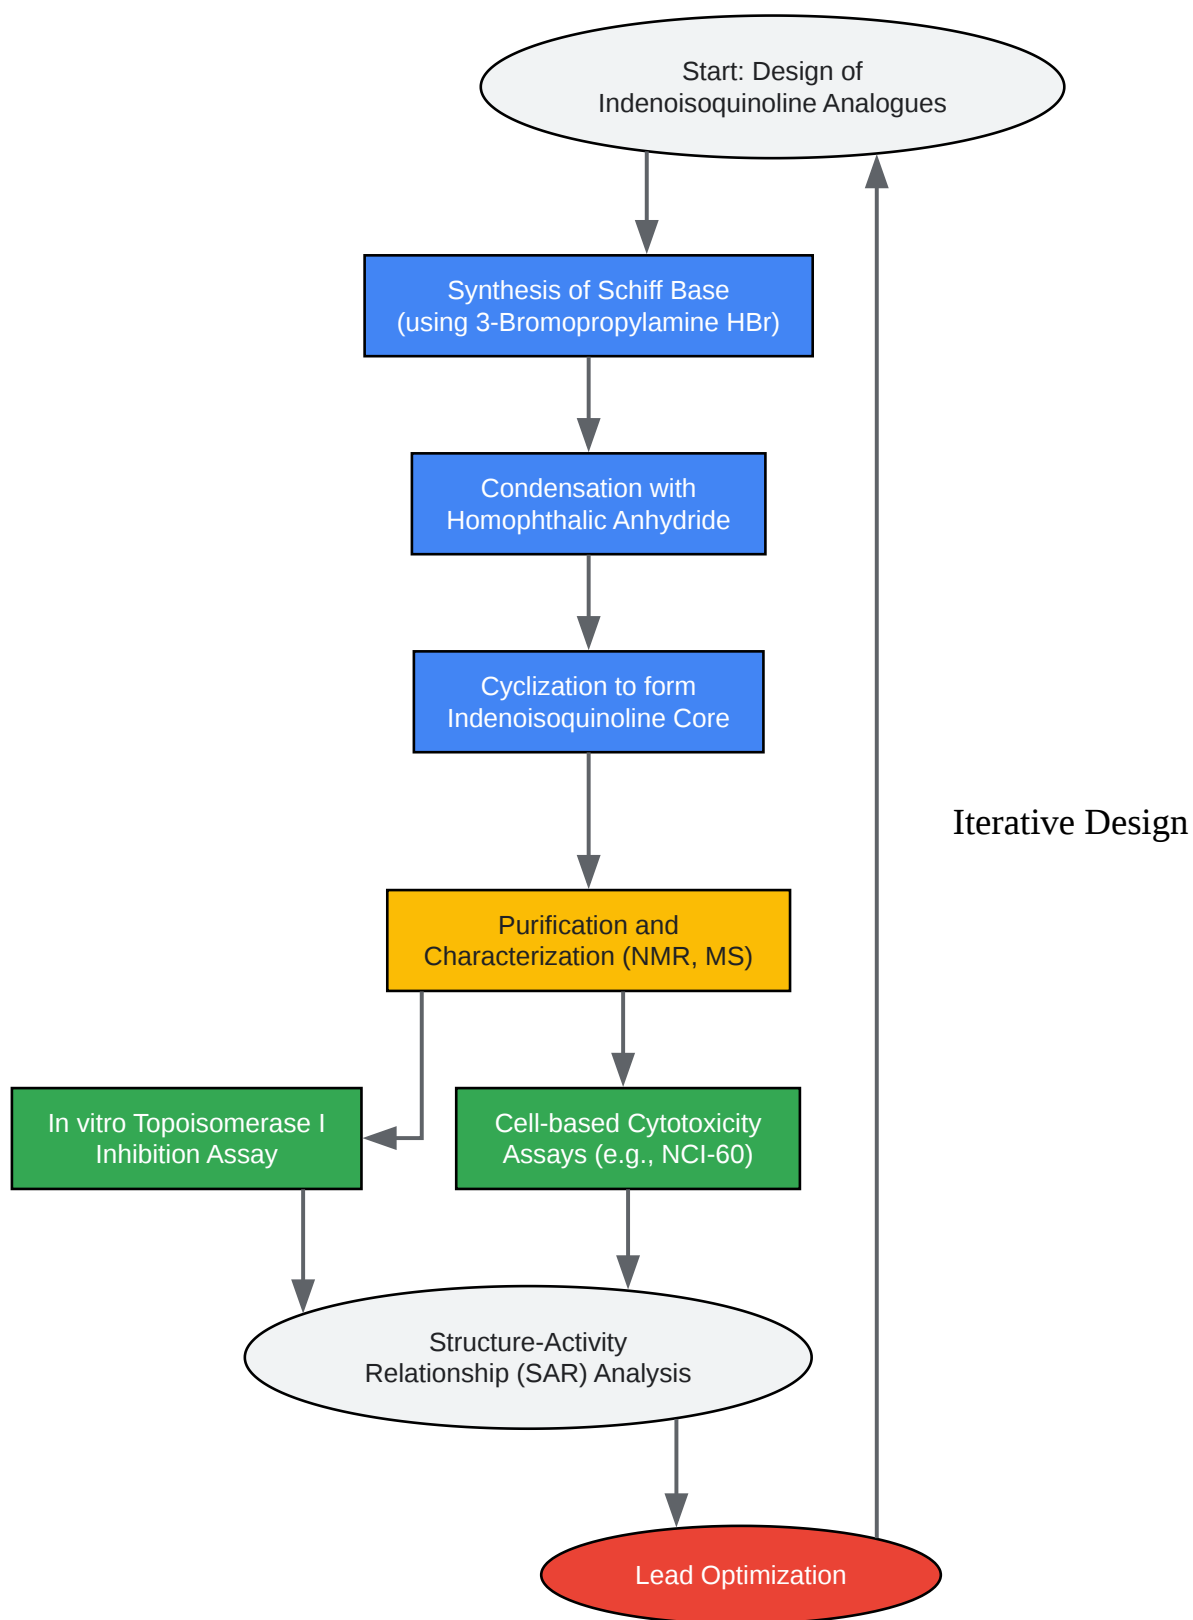 Start: Design of
Indenoisoquinoline Analogues
Synthesis of Schiff Base
(using 3-Bromopropylamine HBr)
Condensation with
Homophthalic Anhydride
Cyclization to form
Indenoisoquinoline Core
Iterative Design
Purification and
Characterization (NMR, MS)
In vitro Topoisomerase I
Inhibition Assay
Cell-based Cytotoxicity
Assays (e.g., NCI-60)
Structure-Activity
Relationship (SAR) Analysis
Lead Optimization